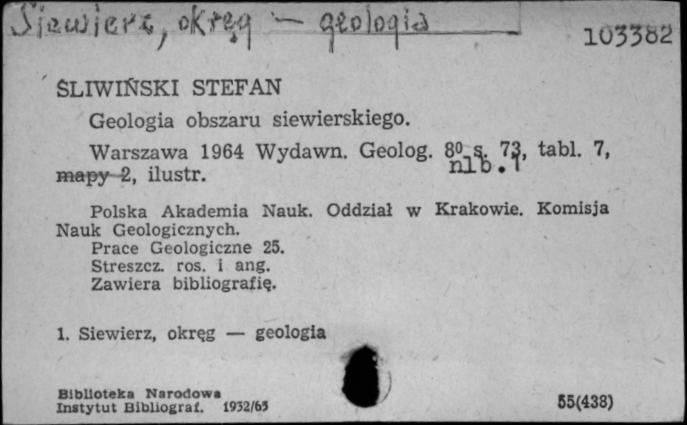 Siewierz, okręg — geologia
103382
ŚLIWIŃSKI STEFAN
Geologia obszaru siewierskiego.
Warszawa 1964 Wydawn. Geolog. 8⁰ s. 73, tabl. 7,
nlb. 1
mapy 2, ilustr.
Polska Akademia Nauk. Oddział w Krakowie. Komisja
Nauk Geologicznych.
Prace Geologiczne 25.
Streszcz. ros. i ang.
Zawiera bibliografię.
1. Siewierz, okręg — geologia
Biblioteka Narodowa
Instytut Bibliograf. 1932/65
55(438)